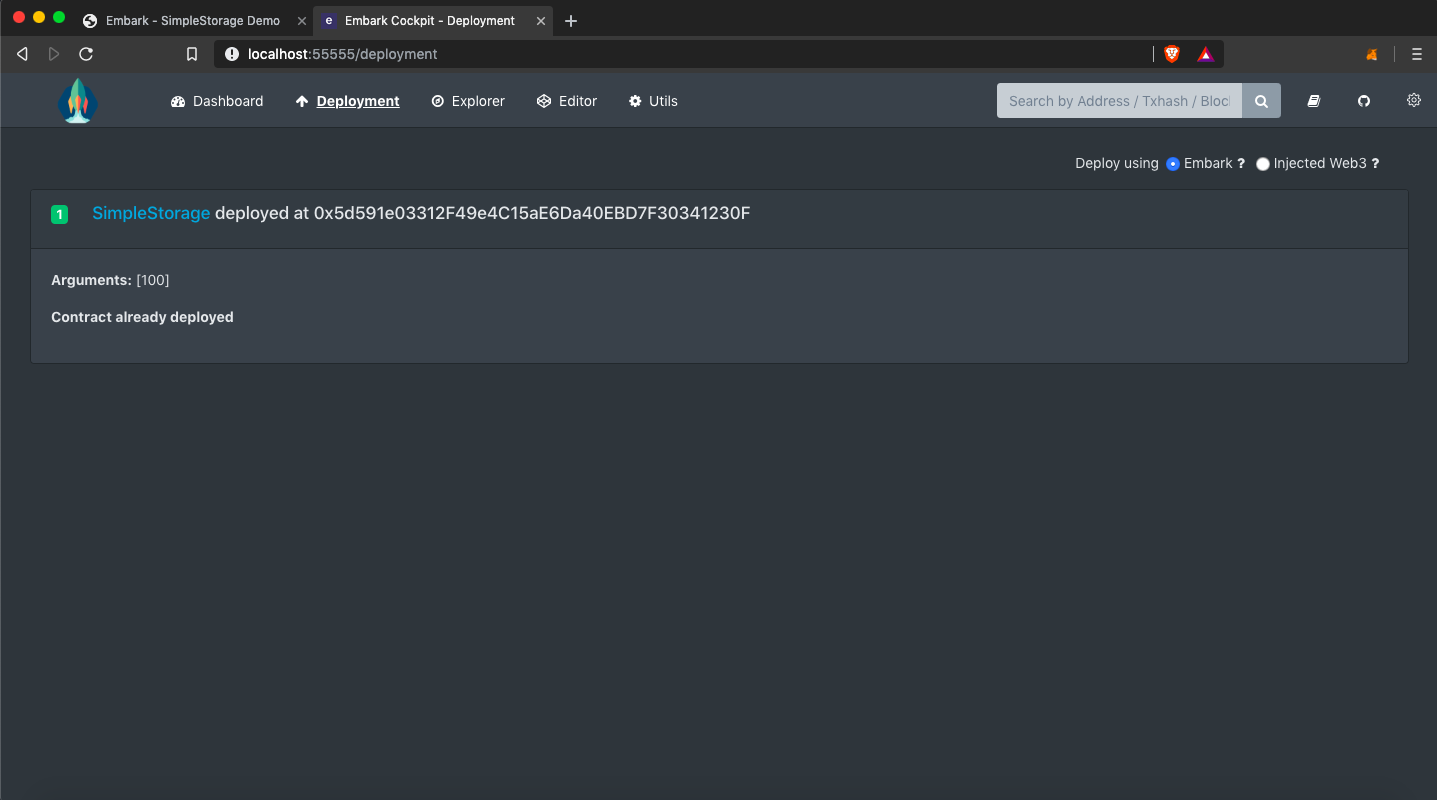 Embark - SimpleStorage Demo
e Embark Cockpit - Deployment
localhost:55555/deployment
Dashboard Deployment Explorer Editor Utils Search by Address / Txhash / Block
Deploy using Embark ? Injected Web3 ?
1 SimpleStorage deployed at 0x5d591e03312F49e4C15aE6Da40EBD7F30341230F
Arguments: [100]
Contract already deployed